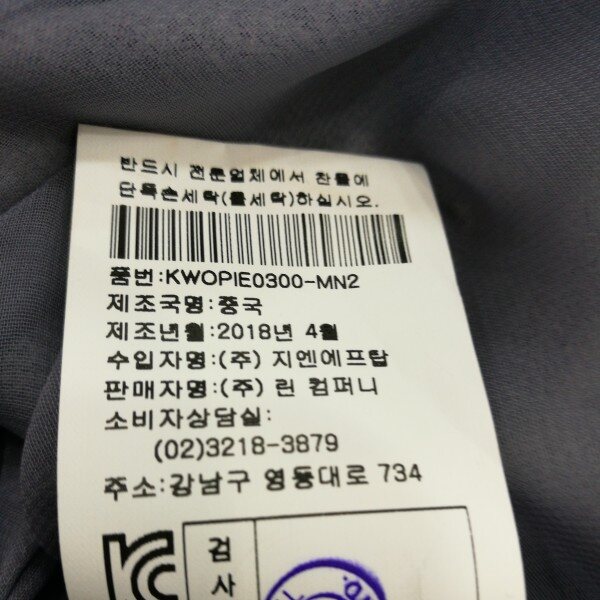 반드시 전문업체에서 찬물에
단독손세탁(물세탁)하십시오.
품번:KWOPIE0300-MN2
제조국명:중국
제조년월:2018년 4월
수입자명:(주) 지엔에프탑
판매자명:(주) 린 컴퍼니
소비자상담실:
(02)3218-3879
주소:강남구 영동대로 734
검
사